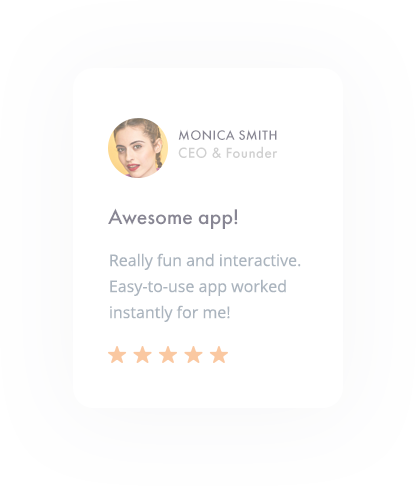 MONICA SMITH
CEO & Founder
Awesome app!
Really fun and interactive.
Easy-to-use app worked
instantly for me!